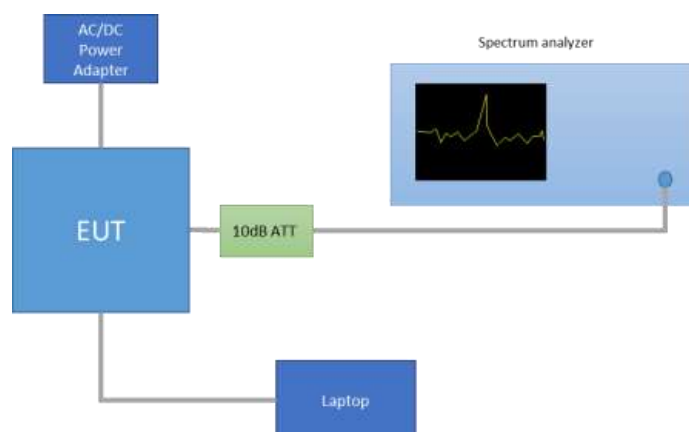 AC/DC
Power
Adapter
Spectrum analyzer
EUT
10dB ATT
Laptop